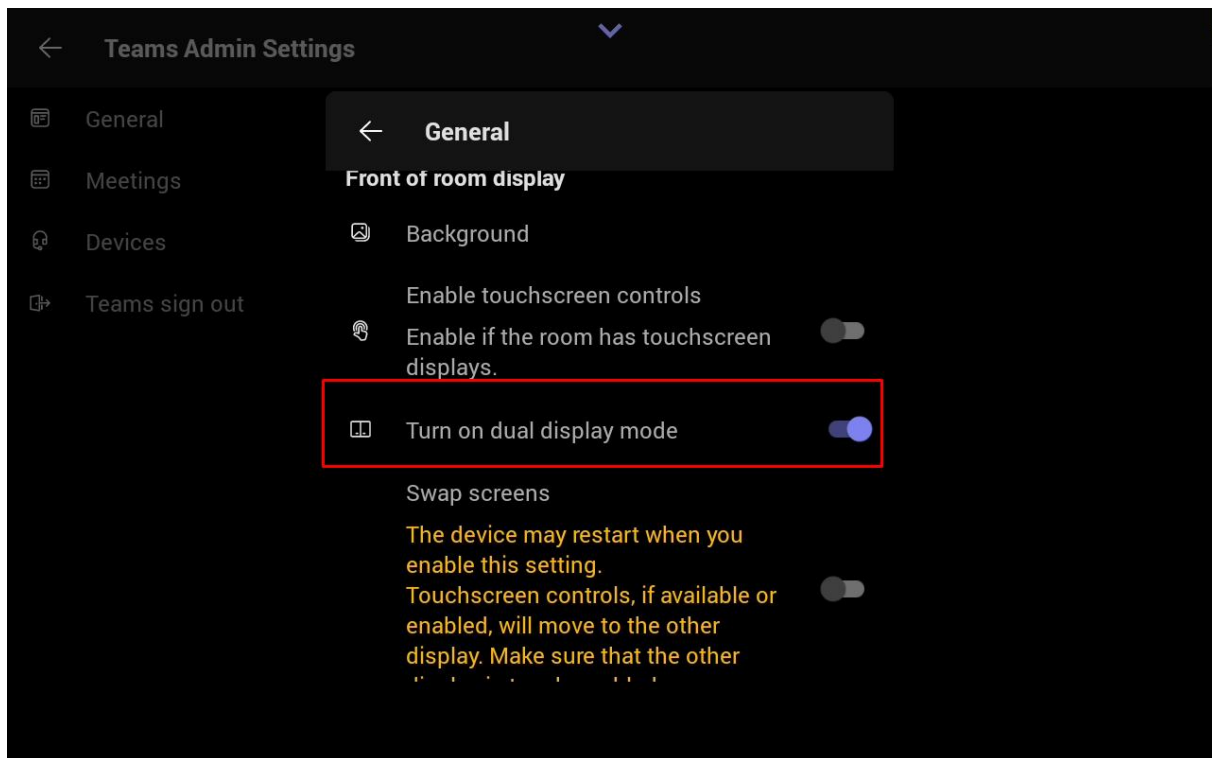 Teams Admin Settings
General
Meetings
Devices
Teams sign out
General
Front of room display
Background
Enable touchscreen controls
Enable if the room has touchscreen
displays.
Turn on dual display mode
Swap screens
The device may restart when you
enable this setting.
Touchscreen controls, if available or
enabled, will move to the other
display. Make sure that the other